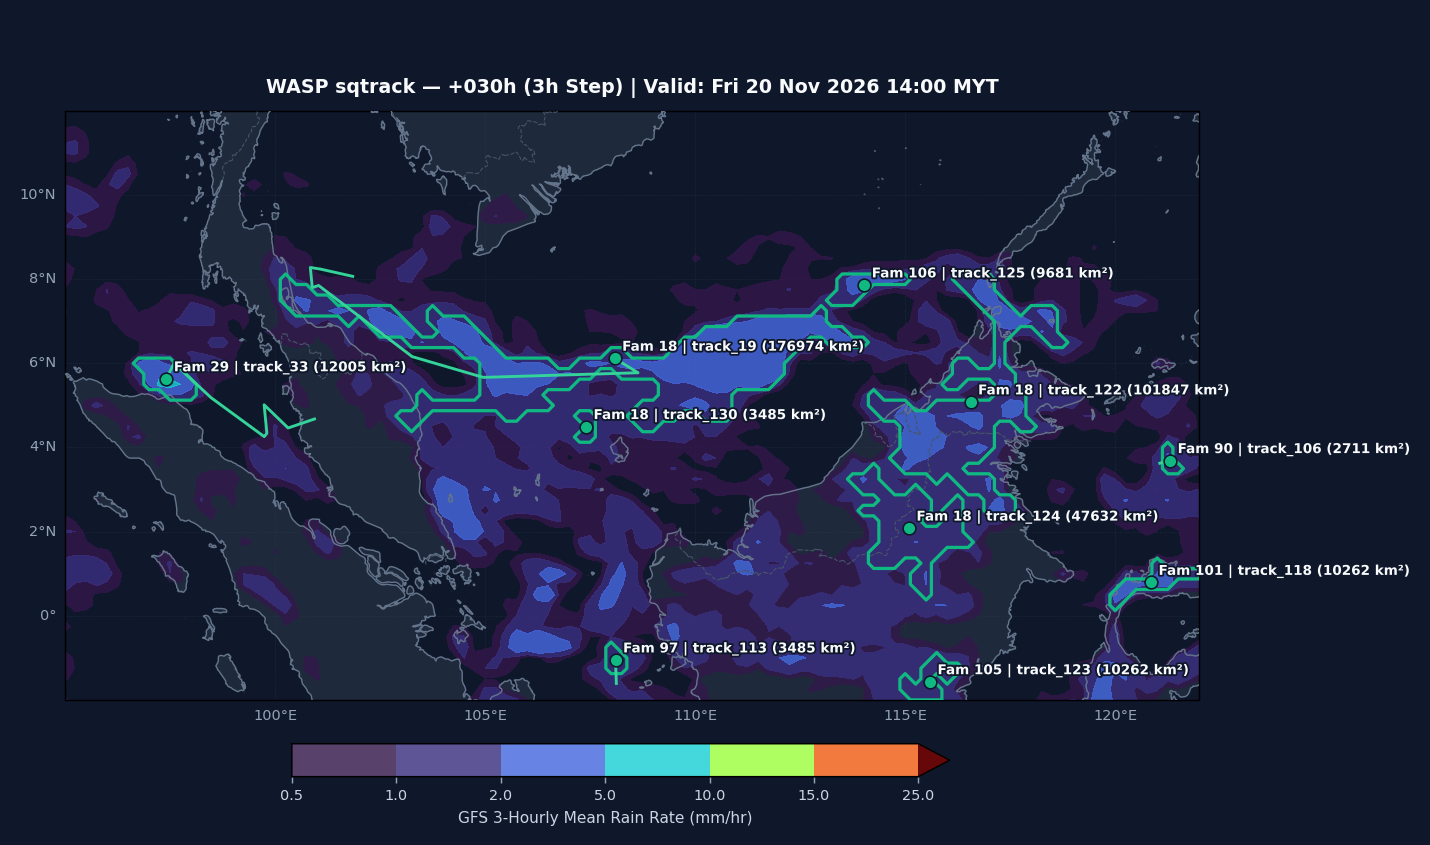 WASP sqtrack — +030h (3h Step) | Valid: Fri 20 Nov 2026 14:00 MYT
10°N
8°N
6°N
4°N
2°N
0°
Fam 106 | track_125 (9681 km²)
Fam 18 | track_19 (176974 km²)
Fam 29 | track_33 (12005 km²)
Fam 18 | track_122 (101847 km²)
Fam 18 | track_130 (3485 km²)
Fam 90 | track_106 (2711 km²)
Fam 18 | track_124 (47632 km²)
Fam 101 | track_118 (10262 km²)
Fam 97 | track_113 (3485 km²)
Fam 105 | track_123 (10262 km²)
100°E 105°E 110°E 115°E 120°E
0.5 1.0 2.0 5.0 10.0 15.0 25.0
GFS 3-Hourly Mean Rain Rate (mm/hr)